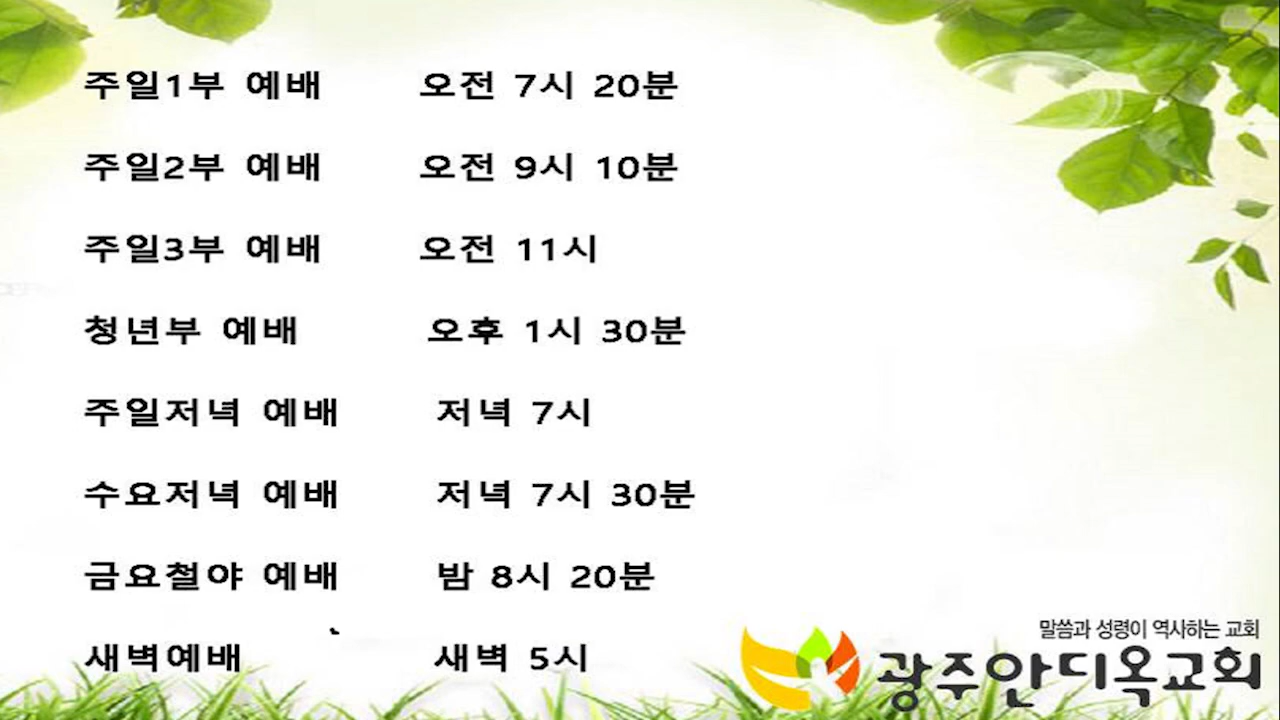 주일1부 예배 오전 7시 20분
주일2부 예배 오전 9시 10분
주일3부 예배 오전 11시
청년부 예배 오후 1시 30분
주일저녁 예배 저녁 7시
수요저녁 예배 저녁 7시 30분
금요철야 예배 밤 8시 20분
새벽예배 새벽 5시
말씀과 성령이 역사하는 교회
광주안디옥교회